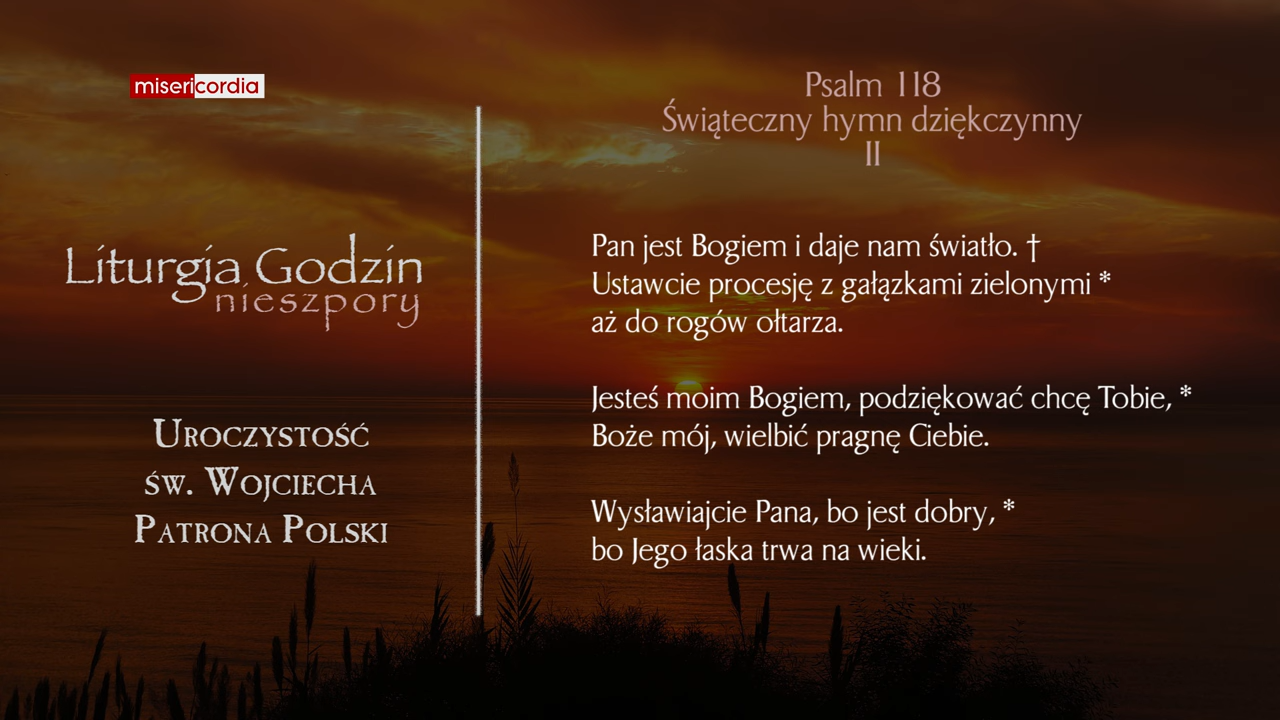 misericordia
Liturgia Godzin
nieszpory
Uroczystość
św. Wojciecha
Patrona Polski
Psalm 118
Świąteczny hymn dziękczynny
II
Pan jest Bogiem i daje nam światło. †
Ustawcie procesję z gałązkami zielonymi *
aż do rogów ołtarza.
Jesteś moim Bogiem, podziękować chcę Tobie, *
Boże mój, wielbić pragnę Ciebie.
Wysławiajcie Pana, bo jest dobry, *
bo Jego łaska trwa na wieki.